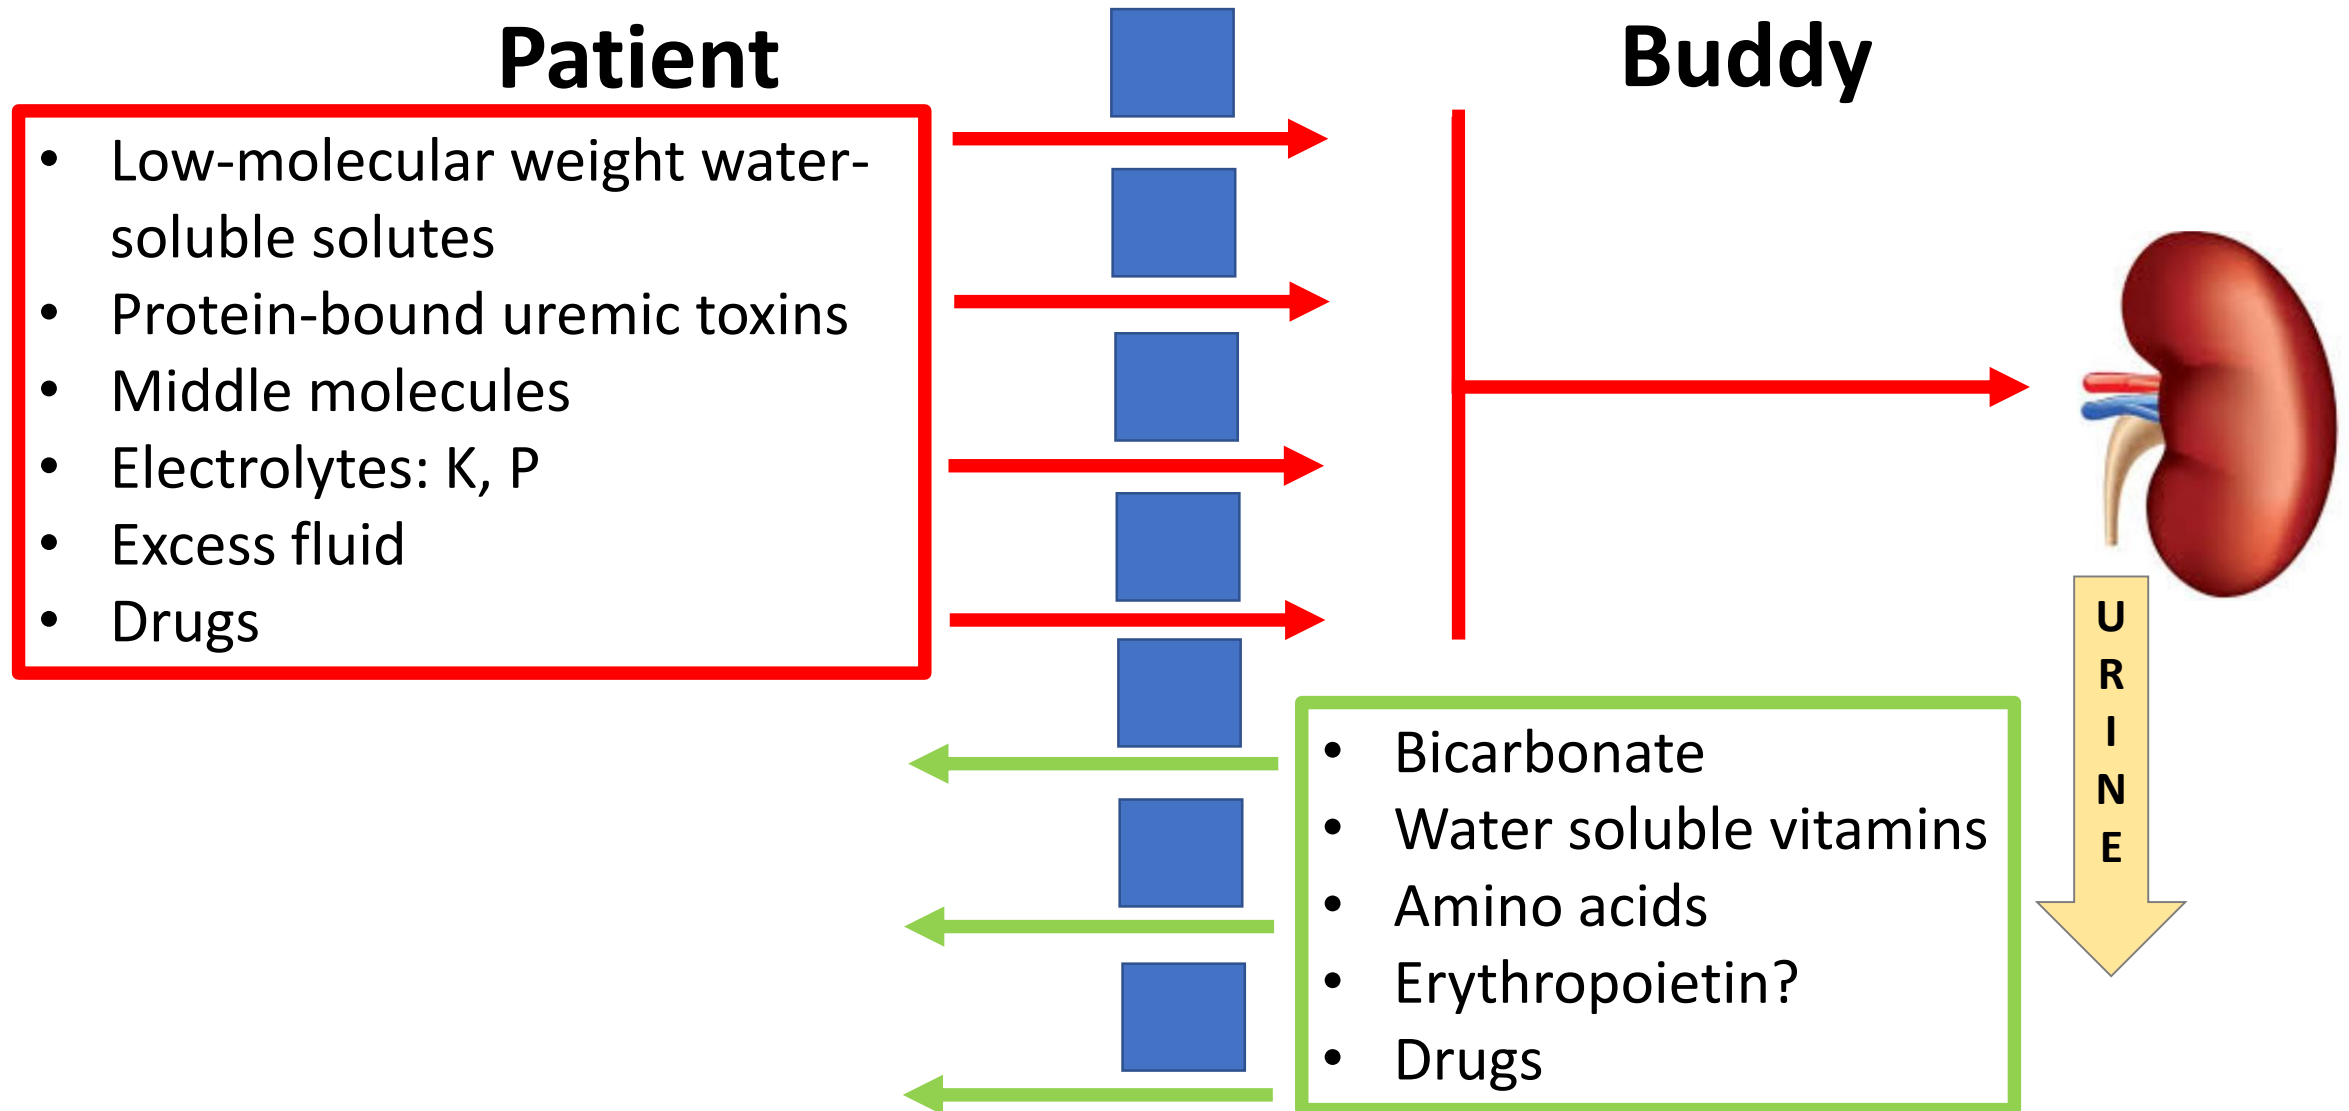 Patient
Buddy
• Low-molecular weight water-
soluble solutes
• Protein-bound uremic toxins
• Middle molecules
• Electrolytes: K, P
• Excess fluid
• Drugs
• Bicarbonate
• Water soluble vitamins
• Amino acids
• Erythropoietin?
• Drugs
U
R
I
N
E